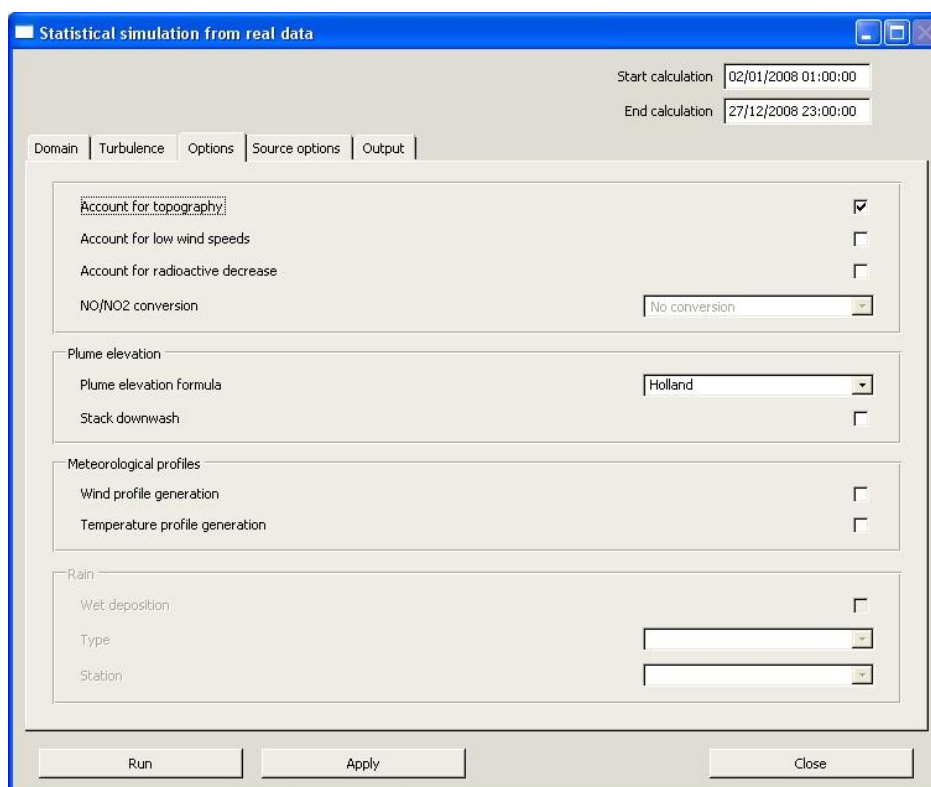 Statistical simulation from real data
Start calculation 02/01/2008 01:00:00
End calculation 27/12/2008 23:00:00
Domain Turbulence Options Source options Output
Account for topography
Account for low wind speeds
Account for radioactive decrease
NO/NO2 conversion No conversion
Plume elevation
Plume elevation formula Holland
Stack downwash
Meteorological profiles
Wind profile generation
Temperature profile generation
Rain
Wet deposition
Type
Station
Run Apply Close